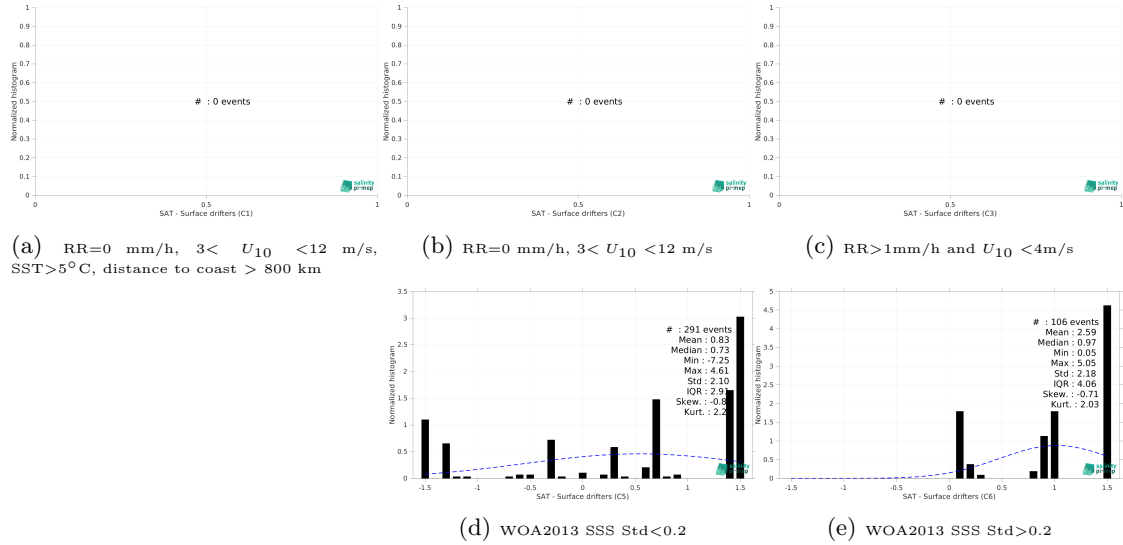 Normalized histogram
1
0.9
0.8
0.7
0.6
0.5
0.4
0.3
0.2
0.1
0
# : 0 events
0
0.5
1
SAT - Surface drifters (C1)
salinity
pi-mep
Normalized histogram
1
0.9
0.8
0.7
0.6
0.5
0.4
0.3
0.2
0.1
0
# : 0 events
0
0.5
1
SAT - Surface drifters (C2)
salinity
pi-mep
Normalized histogram
1
0.9
0.8
0.7
0.6
0.5
0.4
0.3
0.2
0.1
0
# : 0 events
0
0.5
1
SAT - Surface drifters (C3)
salinity
pi-mep
(a) RR=0 mm/h, 3< U10 <12 m/s,
SST>5°C, distance to coast > 800 km
(b) RR=0 mm/h, 3< U10 <12 m/s
(c) RR>1mm/h and U10 <4m/s
Normalized histogram
3.5
3
2.5
2
1.5
1
0.5
0
# : 291 events
Mean : 0.83
Median : 0.73
Min : -7.25
Max : 4.61
Std : 2.10
IQR : 2.91
Skew. : -0.8
Kurt. : 2.2
-1.5
-1
-0.5
0
0.5
1
1.5
SAT - Surface drifters (C5)
salinity
pi-mep
Normalized histogram
5
4.5
4
3.5
3
2.5
2
1.5
1
0.5
0
# : 106 events
Mean : 2.59
Median : 0.97
Min : 0.05
Max : 5.05
Std : 2.18
IQR : 4.06
Skew. : -0.71
Kurt. : 2.03
-1.5
-1
-0.5
0
0.5
1
1.5
SAT - Surface drifters (C6)
salinity
pi-mep
(d) WOA2013 SSS Std<0.2
(e) WOA2013 SSS Std>0.2